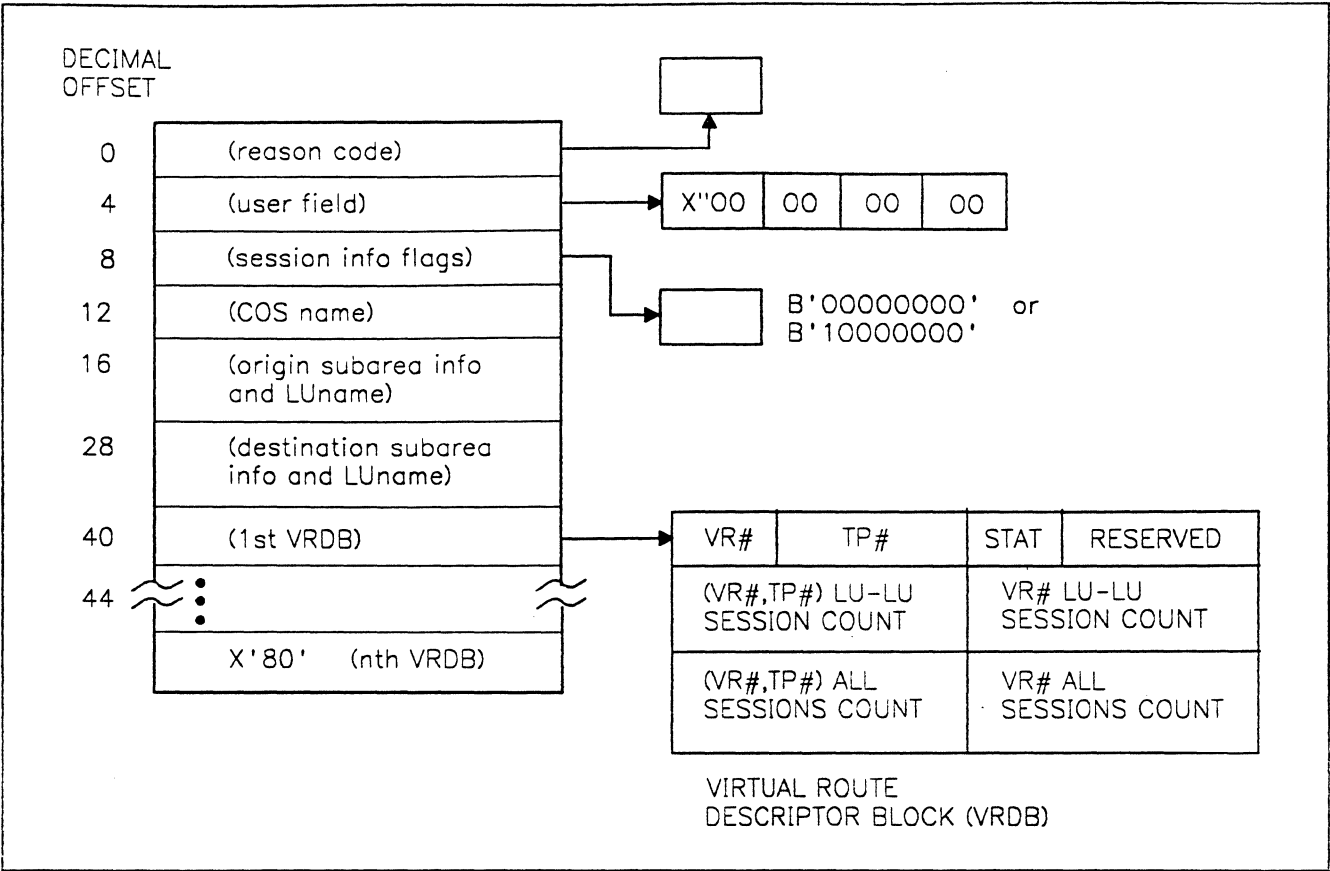 DECIMAL
OFFSET
0 (reason code)
4 (user field) X''00 00 00 00
8 (session info flags)
B'00000000' or
B'10000000'
12 (COS name)
16 (origin subarea info
and LUname)
28 (destination subarea
info and LUname)
40 (1st VRDB) VR# TP# STAT RESERVED
44
(VR#,TP#) LU-LU
SESSION COUNT
VR# LU-LU
SESSION COUNT
X'80' (nth VRDB)
(VR#,TP#) ALL
SESSIONS COUNT
VR# ALL
SESSIONS COUNT
VIRTUAL ROUTE
DESCRIPTOR BLOCK (VRDB)